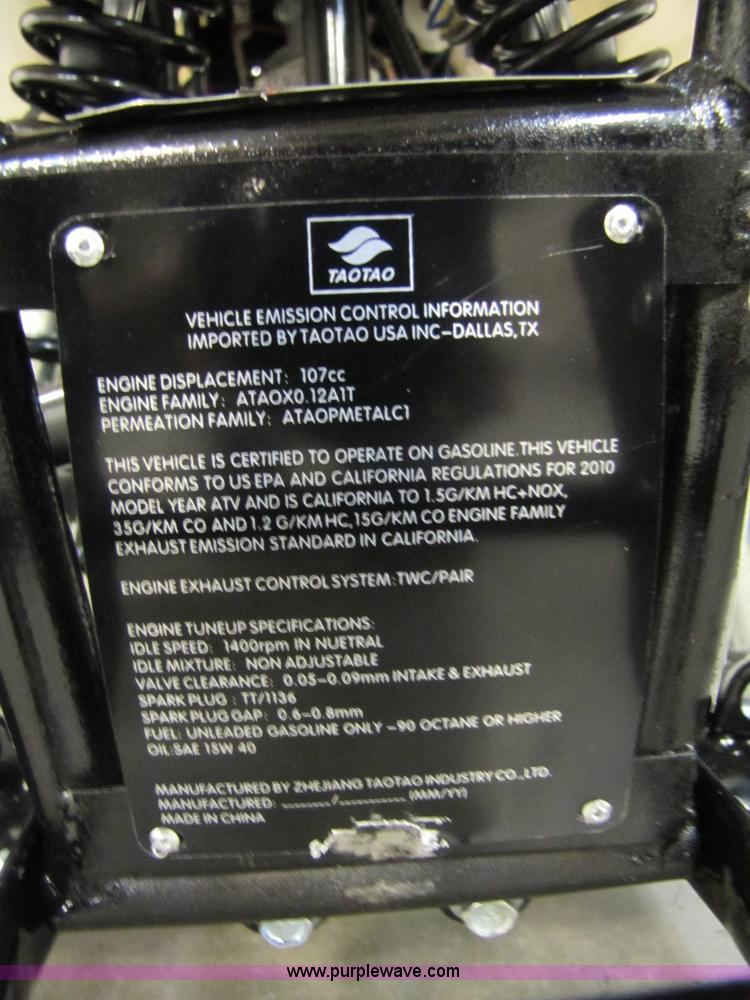 TAOTAO
VEHICLE EMISSION CONTROL INFORMATION
IMPORTED BY TAOTAO USA INC-DALLAS,TX
ENGINE DISPLACEMENT: 107cc
ENGINE FAMILY: ATAOX0.12A1T
PERMEATION FAMILY: ATAOPMETALC1
THIS VEHICLE IS CERTIFIED TO OPERATE ON GASOLINE.THIS VEHICLE
CONFORMS TO US EPA AND CALIFORNIA REGULATIONS FOR 2010
MODEL YEAR ATV AND IS CALIFORNIA TO 1.5G/KM HC+NOX,
35G/KM CO AND 1.2 G/KM HC,15G/KM CO ENGINE FAMILY
EXHAUST EMISSION STANDARD IN CALIFORNIA.
ENGINE EXHAUST CONTROL SYSTEM:TWC/PAIR
ENGINE TUNEUP SPECIFICATIONS:
IDLE SPEED: 1400rpm IN NUETRAL
IDLE MIXTURE: NON ADJUSTABLE
VALVE CLEARANCE: 0.05-0.09mm INTAKE & EXHAUST
SPARK PLUG : TT/1136
SPARK PLUG GAP: 0.6-0.8mm
FUEL: UNLEADED GASOLINE ONLY -90 OCTANE OR HIGHER
OIL:SAE 15W 40
MANUFACTURED BY ZHEJIANG TAOTAO INDUSTRY CO.,LTD.
MANUFACTURED: _______/__________ (MM/YY)
MADE IN CHINA
www.purplewave.com